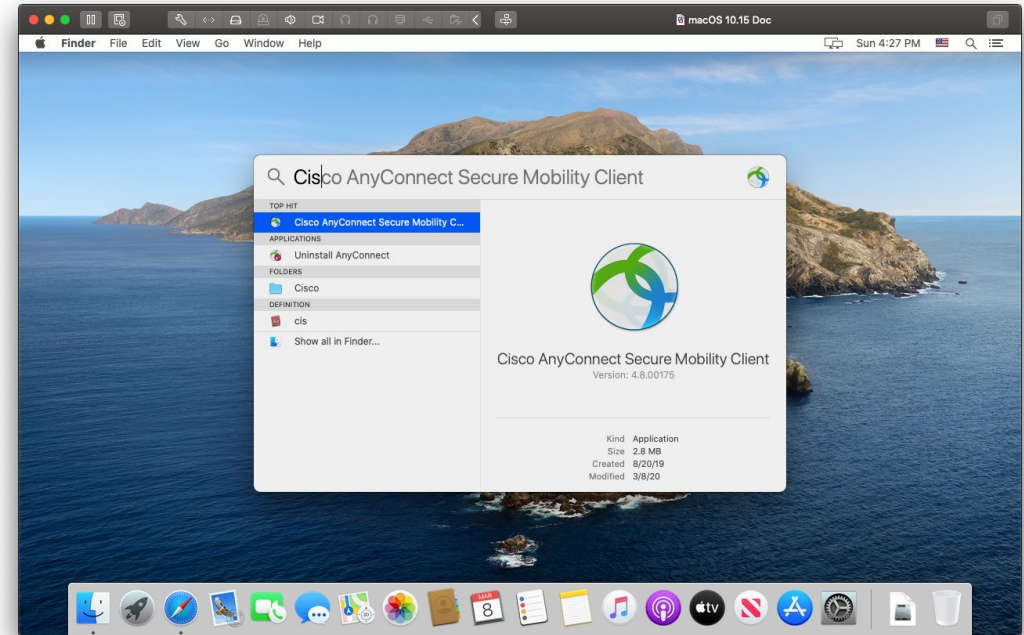 macOS 10.15 Doc
Finder File Edit View Go Window Help Sun 4:27 PM
Cisco AnyConnect Secure Mobility Client
TOP HIT
Cisco AnyConnect Secure Mobility C...
APPLICATIONS
Uninstall AnyConnect
FOLDERS
Cisco
DEFINITION
cis
Show all in Finder...
Cisco AnyConnect Secure Mobility Client
Version: 4.8.00175
Kind Application
Size 2.8 MB
Created 8/20/19
Modified 3/8/20
MAR
8
tv